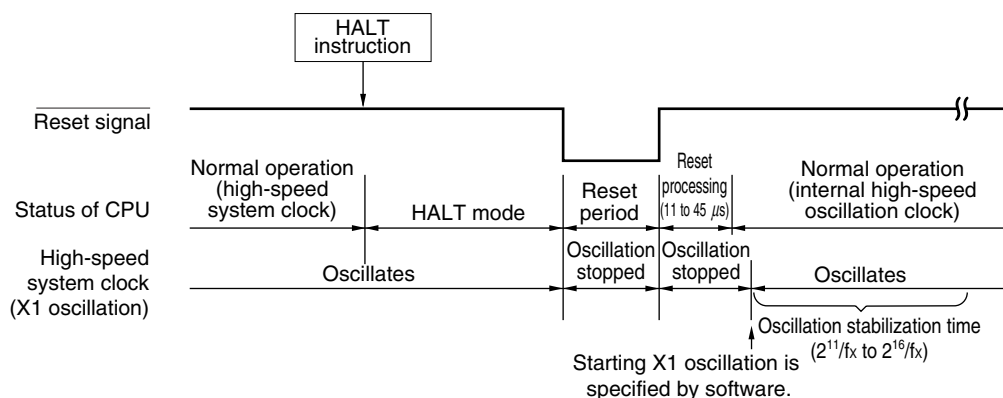 HALT
instruction
Reset signal
Normal operation
(high-speed
system clock)
HALT mode
Reset
period
Reset
processing
(11 to 45 μs)
Normal operation
(internal high-speed
oscillation clock)
Status of CPU
High-speed
system clock
(X1 oscillation)
Oscillates
Oscillation
stopped
Oscillation
stopped
Oscillates
Oscillation stabilization time
(2¹¹/fx to 2¹⁶/fx)
Starting X1 oscillation is
specified by software.